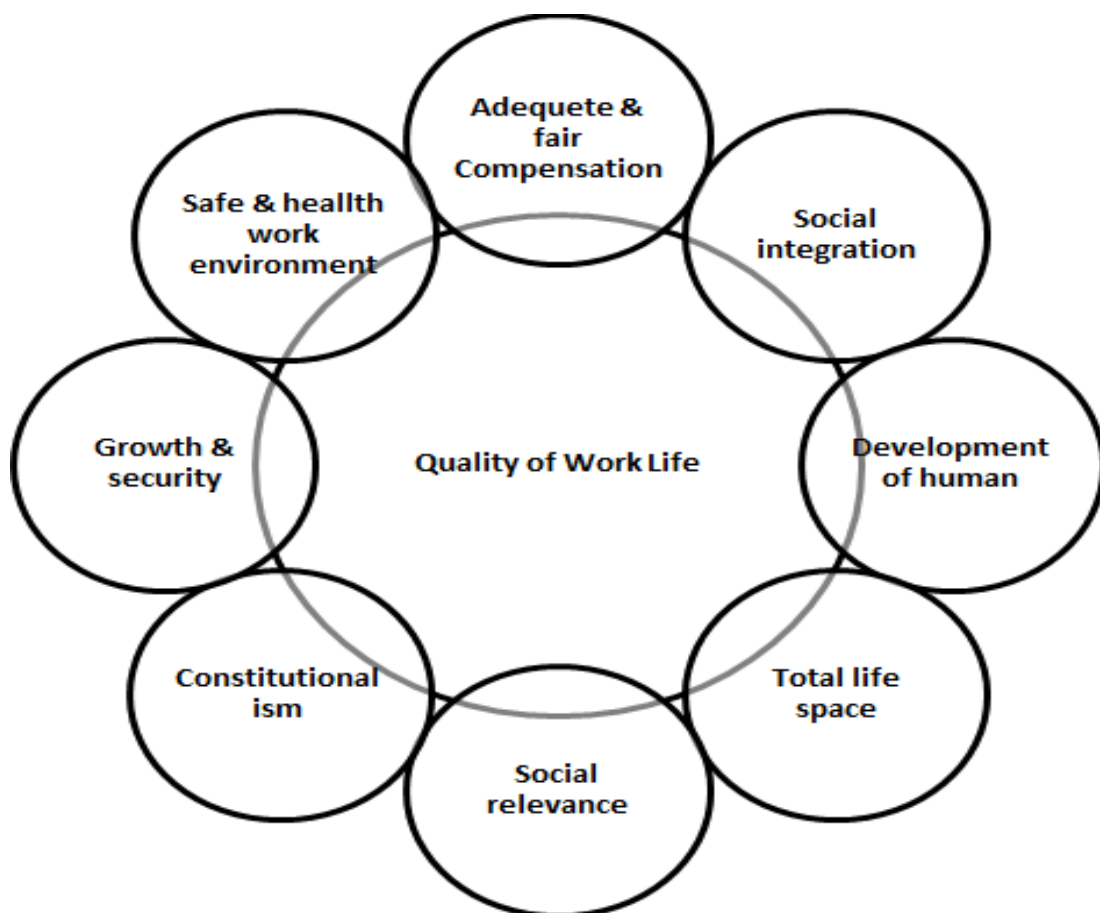 Adequete &
fair
Compensation
Safe & heallth
work
environment
Social
integration
Growth &
security
Quality of Work Life
Development
of human
Constitutional
ism
Total life
space
Social
relevance